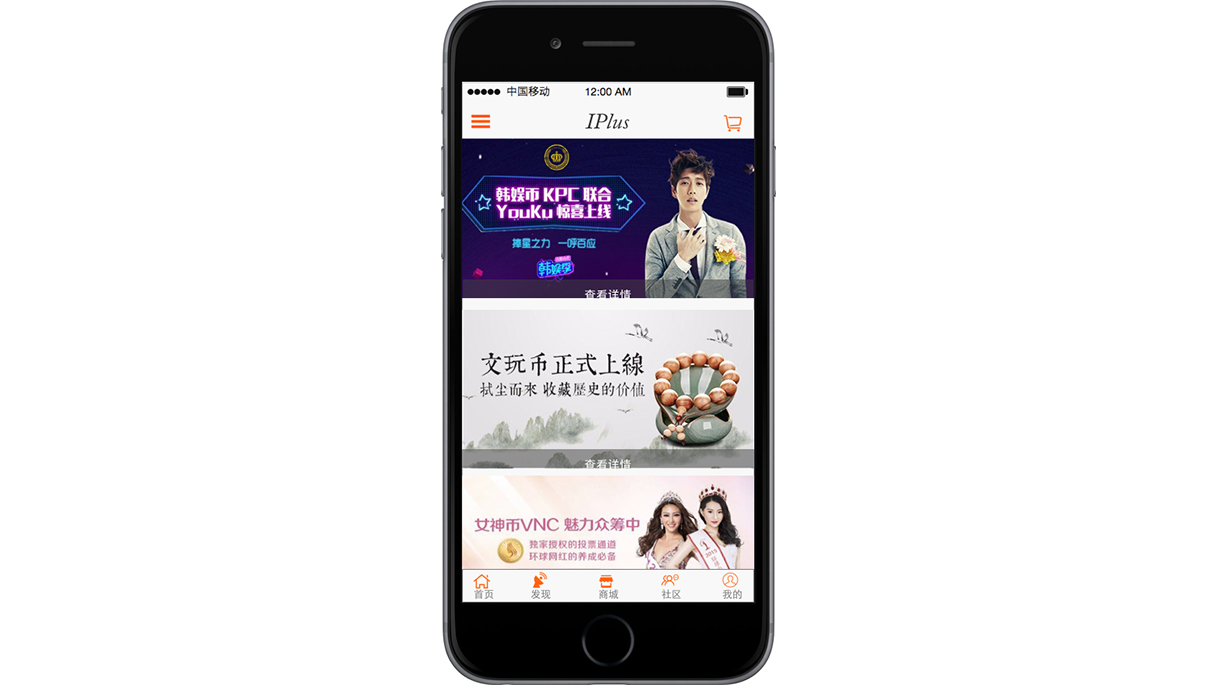 中国移动 12:00 AM
IPlus
韩娱币 KPC 联合
YouKu 惊喜上线
捧星之力 一呼百应
韩娱季
查看详情
文玩币正式上線
拭尘而來 收藏歷史的价值
查看详情
女神币VNC 魅力众筹中
独家授权的投票通道
环球网红的养成必备
首页 发现 商城 社区 我的